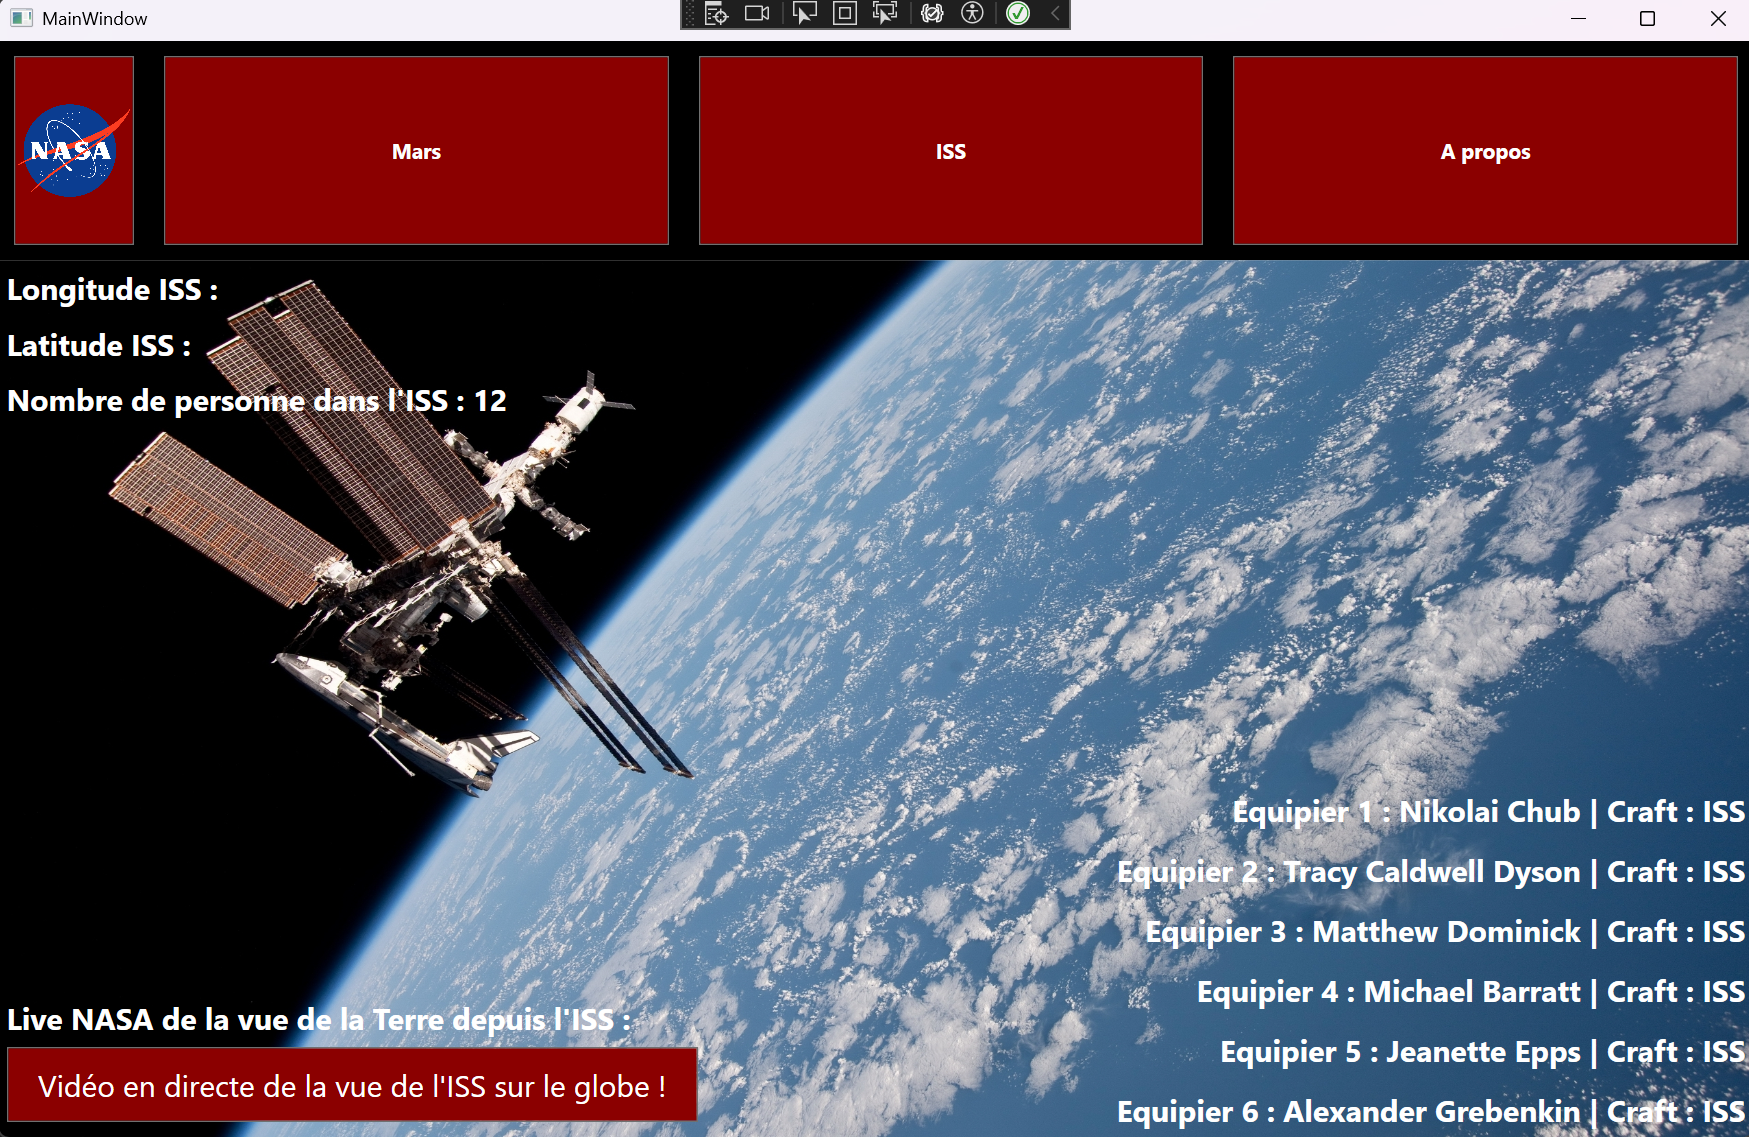 MainWindow
NASA
Mars
ISS
A propos
Longitude ISS :
Latitude ISS :
Nombre de personne dans l'ISS : 12
Equipier 1 : Nikolai Chub | Craft : ISS
Equipier 2 : Tracy Caldwell Dyson | Craft : ISS
Equipier 3 : Matthew Dominick | Craft : ISS
Equipier 4 : Michael Barratt | Craft : ISS
Equipier 5 : Jeanette Epps | Craft : ISS
Equipier 6 : Alexander Grebenkin | Craft : ISS
Live NASA de la vue de la Terre depuis l'ISS :
Vidéo en directe de la vue de l'ISS sur le globe !